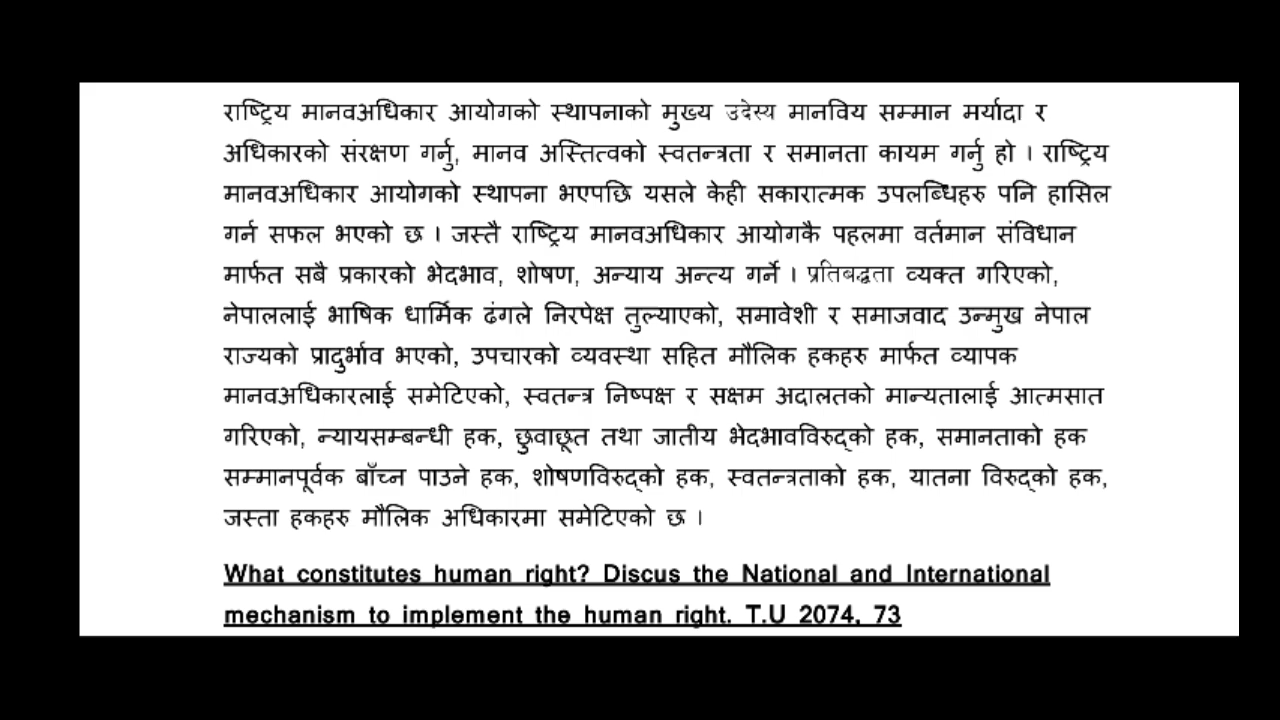 राष्ट्रिय मानवअधिकार आयोगको स्थापनाको मुख्य उदेस्य मानविय सम्मान मर्यादा र
अधिकारको संरक्षण गर्नु, मानव अस्तित्वको स्वतन्त्रता र समानता कायम गर्नु हो । राष्ट्रिय
मानवअधिकार आयोगको स्थापना भएपछि यसले केही सकारात्मक उपलब्धिहरु पनि हासिल
गर्न सफल भएको छ । जस्तै राष्ट्रिय मानवअधिकार आयोगकै पहलमा वर्तमान संविधान
मार्फत सबै प्रकारको भेदभाव, शोषण, अन्याय अन्त्य गर्ने । प्रतिबद्धता व्यक्त गरिएको,
नेपाललाई भाषिक धार्मिक ढंगले निरपेक्ष तुल्याएको, समावेशी र समाजवाद उन्मुख नेपाल
राज्यको प्रादुर्भाव भएको, उपचारको व्यवस्था सहित मौलिक हकहरु मार्फत व्यापक
मानवअधिकारलाई समेटिएको, स्वतन्त्र निष्पक्ष र सक्षम अदालतको मान्यतालाई आत्मसात
गरिएको, न्यायसम्बन्धी हक, छुवाछूत तथा जातीय भेदभावविरुद्को हक, समानताको हक
सम्मानपूर्वक बाँच्न पाउने हक, शोषणविरुद्को हक, स्वतन्त्रताको हक, यातना विरुद्को हक,
जस्ता हकहरु मौलिक अधिकारमा समेटिएको छ ।
What constitutes human right? Discus the National and International
mechanism to implement the human right. T.U 2074, 73